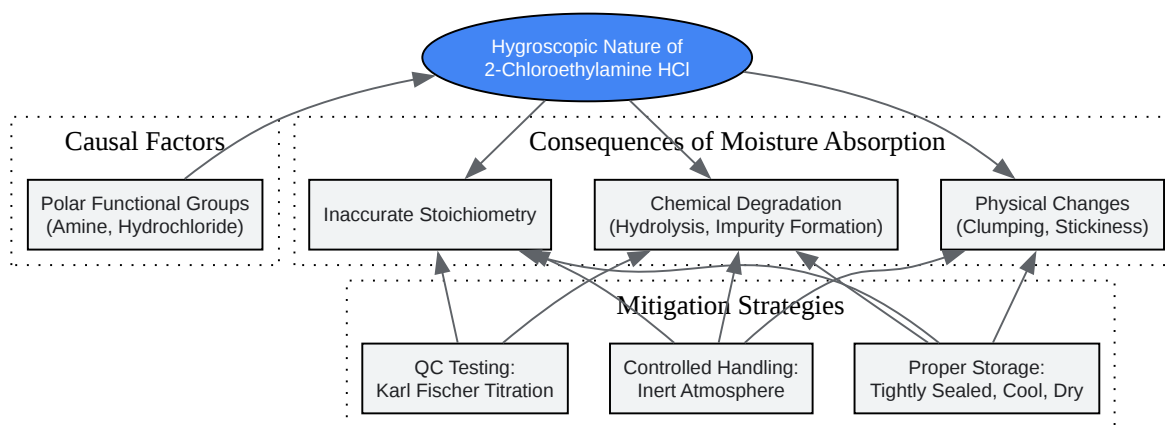 Hygroscopic Nature of
2-Chloroethylamine HCl
Causal Factors
Consequences of Moisture Absorption
Polar Functional Groups
(Amine, Hydrochloride)
Inaccurate Stoichiometry
Chemical Degradation
(Hydrolysis, Impurity Formation)
Physical Changes
(Clumping, Stickiness)
Mitigation Strategies
QC Testing:
Karl Fischer Titration
Controlled Handling:
Inert Atmosphere
Proper Storage:
Tightly Sealed, Cool, Dry